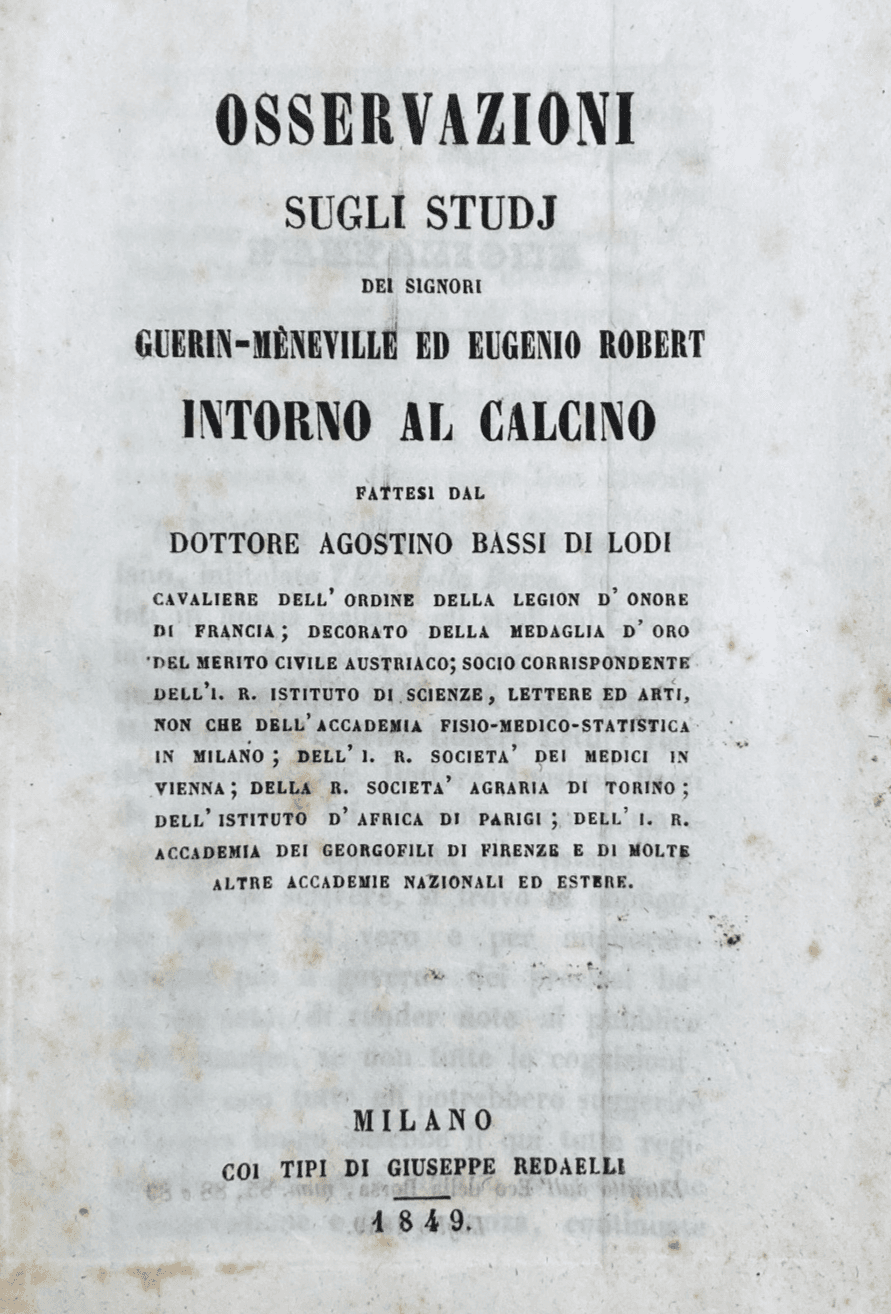 OSSERVAZIONI
SUGLI STUDJ
DEI SIGNORI
GUERIN-MÈNEVILLE ED EUGENIO ROBERT
INTORNO AL CALCINO
FATTESI DAL
DOTTORE AGOSTINO BASSI DI LODI
CAVALIERE DELL' ORDINE DELLA LEGION D' ONORE
DI FRANCIA; DECORATO DELLA MEDAGLIA D' ORO
DEL MERITO CIVILE AUSTRIACO; SOCIO CORRISPONDENTE
DELL'I. R. ISTITUTO DI SCIENZE, LETTERE ED ARTI,
NON CHE DELL'ACCADEMIA FISIO-MEDICO-STATISTICA
IN MILANO; DELL' I. R. SOCIETA' DEI MEDICI IN
VIENNA; DELLA R. SOCIETA' AGRARIA DI TORINO;
DELL'ISTITUTO D'AFRICA DI PARIGI; DELL' I. R.
ACCADEMIA DEI GEORGOFILI DI FIRENZE E DI MOLTE
ALTRE ACCADEMIE NAZIONALI ED ESTERE.
MILANO
COI TIPI DI GIUSEPPE REDAELLI
1849.